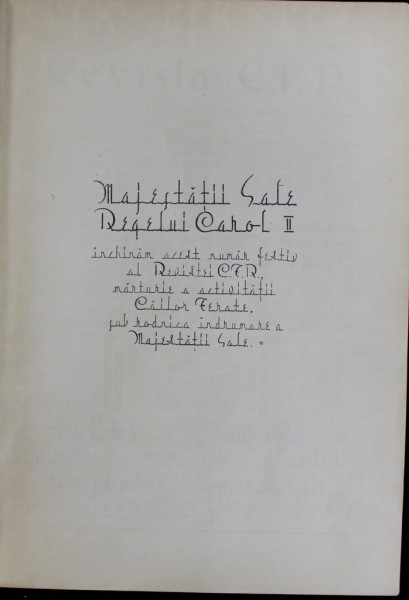 Majestății Sale
Regelui Carol II
închinăm acest număr festiv
al Revistei C.F.R.,
mărturie a activității
Căilor Ferate,
sub rodnica îndrumare a
Majestății Sale.
Revista C.F.R.